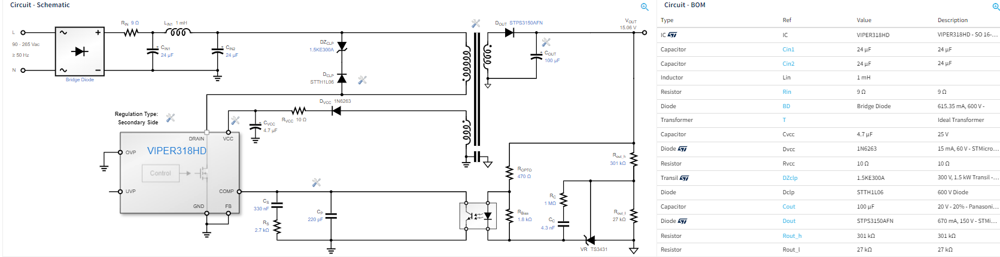 Circuit - Schematic
RIN 9 Ω
LIN1 1 mH
L
90 - 265 Vac
≥ 50 Hz
N
Bridge Diode
CIN1
24 µF
CIN2
24 µF
DZCLP
1.5KE300A
DCLP
STTH1L06
DOUT STPS3150AFN
VOUT
15.06 V
COUT
100 µF
DVCC 1N6263
RVCC 10 Ω
CVCC
4.7 µF
Regulation Type:
Secondary Side
DRAIN
VCC
VIPER318HD
OVP
Control
UVP
COMP
GND
FB
CS
330 nF
RS
2.7 kΩ
CP
220 pF
ROPTO
470 Ω
RBias
1.8 kΩ
RC
1 MΩ
CC
4.3 nF
Rout_h
301 kΩ
Rout_l
27 kΩ
VR TS3431
Circuit - BOM
Type Ref Value Description
IC ST IC VIPER318HD VIPER318HD - SO 16-...
Capacitor Cin1 24 µF 24 µF
Capacitor Cin2 24 µF 24 µF
Inductor Lin 1 mH
Resistor Rin 9 Ω 9 Ω
Diode BD Bridge Diode 615.35 mA, 600 V -
Transformer T Ideal Transformer
Capacitor Cvcc 4.7 µF 25 V
Diode ST Dvcc 1N6263 15 mA, 60 V - STMicro...
Resistor Rvcc 10 Ω 10 Ω
Transil ST DZclp 1.5KE300A 300 V, 1.5 kW Transil -...
Diode Dclp STTH1L06 600 V Diode
Capacitor Cout 100 µF 20 V - 20% - Panasoni...
Diode ST Dout STPS3150AFN 670 mA, 150 V - STMi...
Resistor Rout_h 301 kΩ 301 kΩ
Resistor Rout_l 27 kΩ 27 kΩ